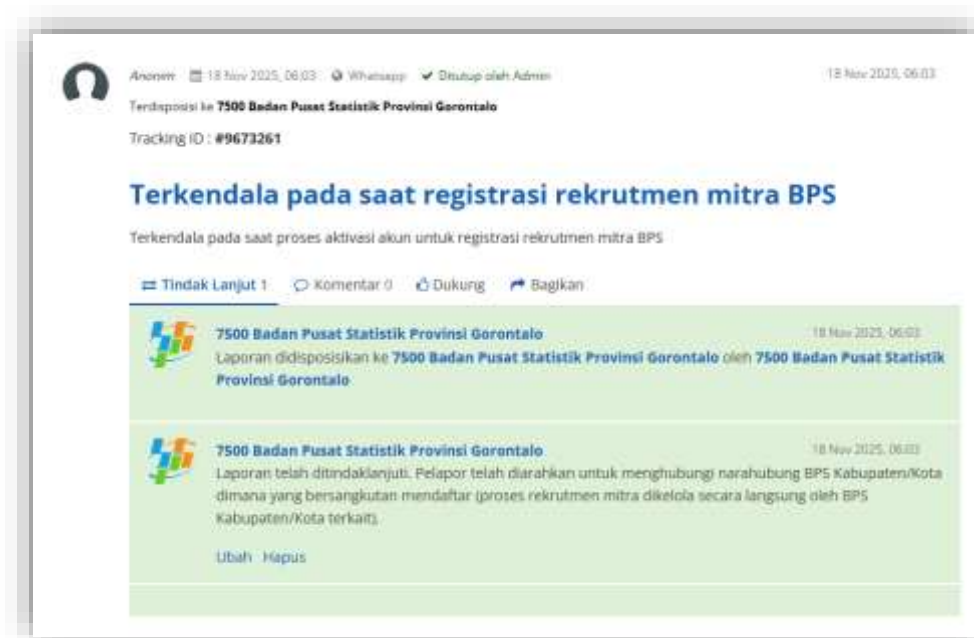 Anonim 18 Nov 2025, 06:03 Whatsapp Ditutup oleh Admin 18 Nov 2025, 06:03
Terdisposisi ke 7500 Badan Pusat Statistik Provinsi Gorontalo
Tracking ID : #9673261
Terkendala pada saat registrasi rekrutmen mitra BPS
Terkendala pada saat proses aktivasi akun untuk registrasi rekrutmen mitra BPS
Tindak Lanjut 1 Komentar 0 Dukung Bagikan
7500 Badan Pusat Statistik Provinsi Gorontalo 18 Nov 2025, 06:03
Laporan didisposisikan ke 7500 Badan Pusat Statistik Provinsi Gorontalo oleh 7500 Badan Pusat Statistik
Provinsi Gorontalo
7500 Badan Pusat Statistik Provinsi Gorontalo 18 Nov 2025, 06:03
Laporan telah ditindaklanjuti. Pelapor telah diarahkan untuk menghubungi narahubung BPS Kabupaten/Kota
dimana yang bersangkutan mendaftar (proses rekrutmen mitra dikelola secara langsung oleh BPS
Kabupaten/Kota terkait).
Ubah Hapus